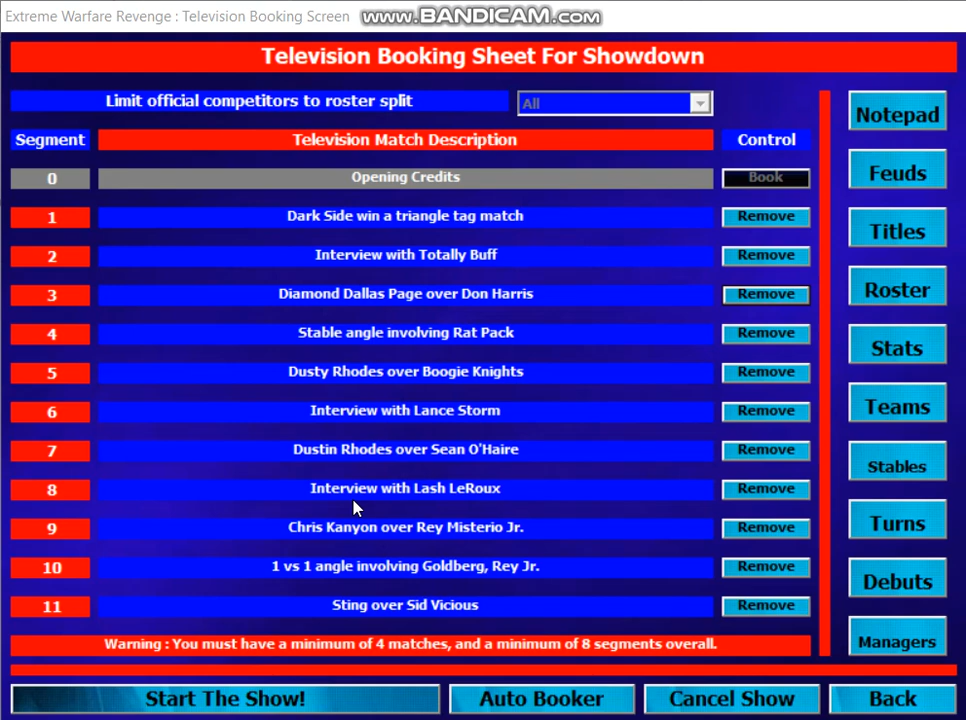 Extreme Warfare Revenge : Television Booking Screen
www.BANDICAM.com
Television Booking Sheet For Showdown
Limit official competitors to roster split
All
Segment Television Match Description Control
0 Opening Credits Book
1 Dark Side win a triangle tag match Remove
2 Interview with Totally Buff Remove
3 Diamond Dallas Page over Don Harris Remove
4 Stable angle involving Rat Pack Remove
5 Dusty Rhodes over Boogie Knights Remove
6 Interview with Lance Storm Remove
7 Dustin Rhodes over Sean O'Haire Remove
8 Interview with Lash LeRoux Remove
9 Chris Kanyon over Rey Misterio Jr. Remove
10 1 vs 1 angle involving Goldberg, Rey Jr. Remove
11 Sting over Sid Vicious Remove
Warning : You must have a minimum of 4 matches, and a minimum of 8 segments overall.
Notepad
Feuds
Titles
Roster
Stats
Teams
Stables
Turns
Debuts
Managers
Start The Show! Auto Booker Cancel Show Back